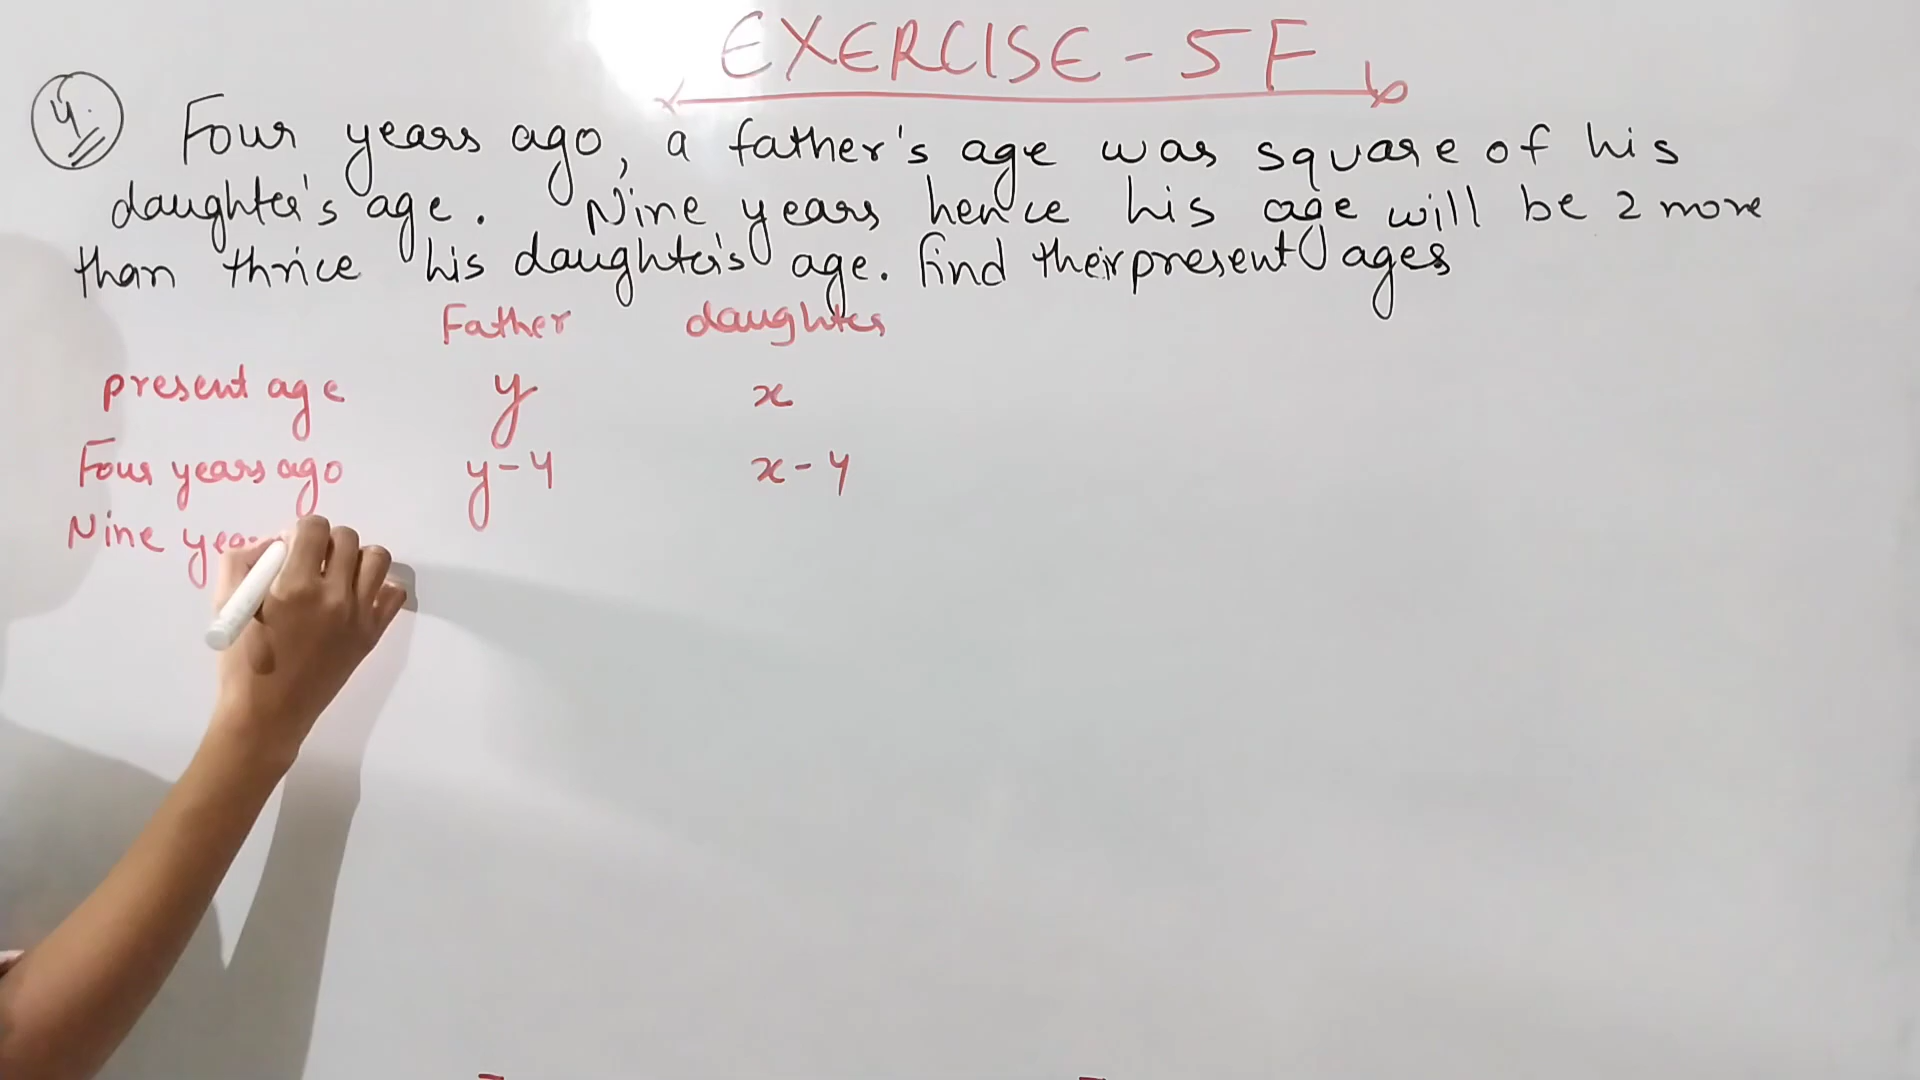 EXERCISE - 5F
4. Four years ago, a father's age was square of his
daughter's age. Nine years hence his age will be 2 more
than thrice his daughter's age. find their present ages
Father daughter
present age y x
Four years ago y-4 x-4
Nine